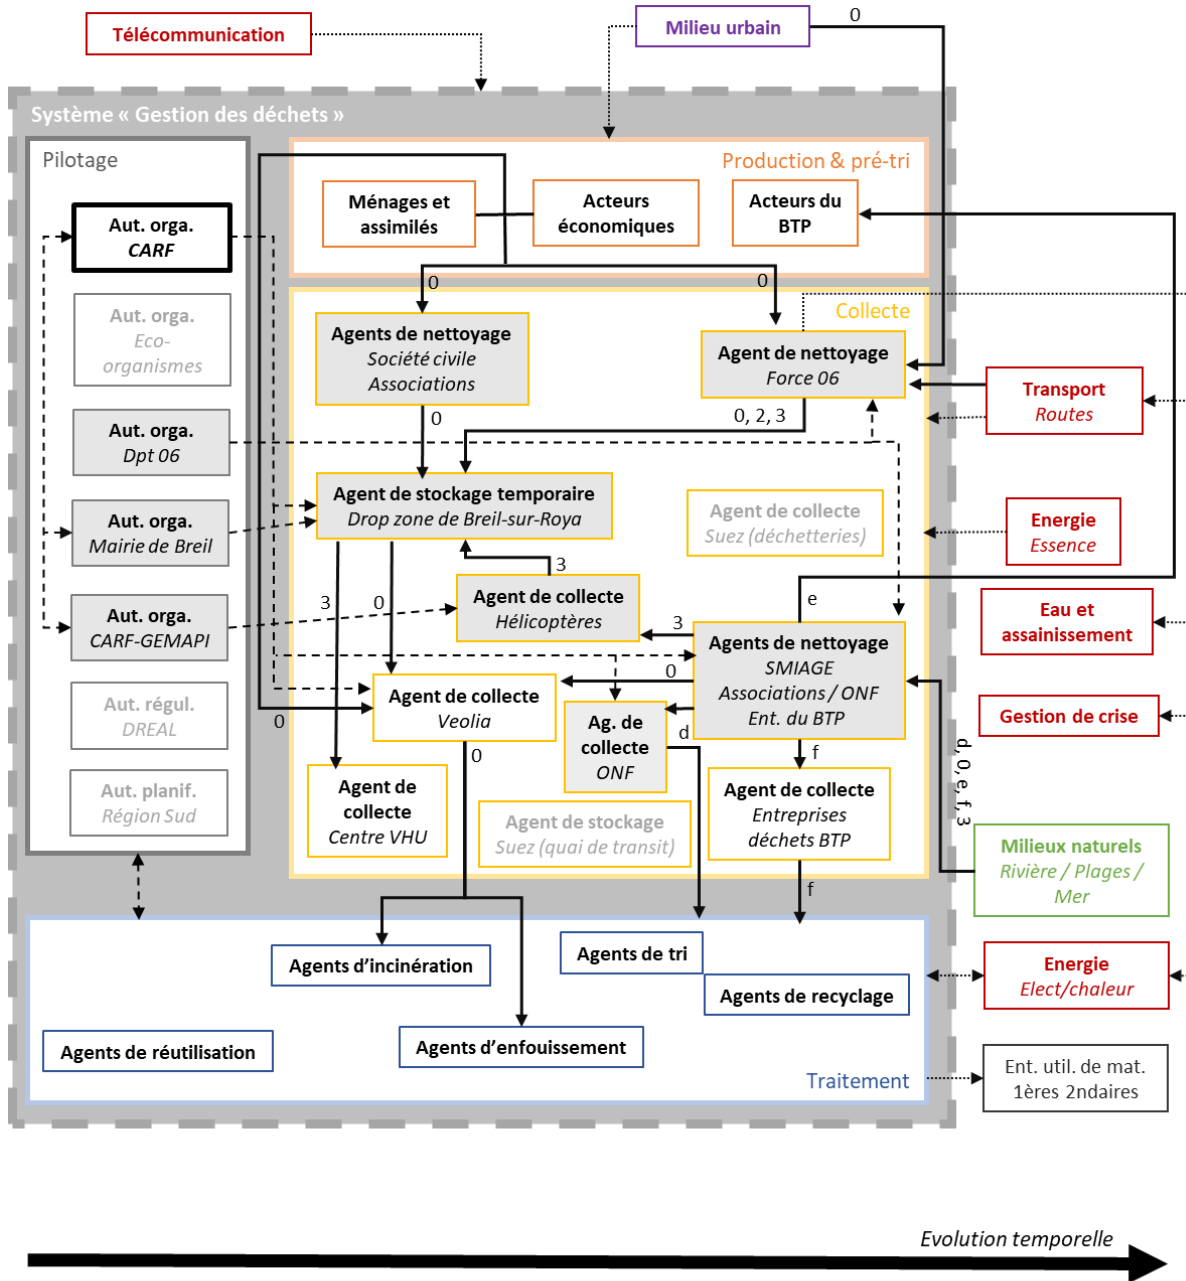 Télécommunication
Milieu urbain
0
Système « Gestion des déchets »
Pilotage
Production & pré-tri
Ménages et
assimilés
Acteurs
économiques
Acteurs du
BTP
Aut. orga.
CARF
0
0
Aut. orga.
Eco-
organismes
Collecte
Agents de nettoyage
Société civile
Associations
Agent de nettoyage
Force 06
Transport
Routes
0
0, 2, 3
Aut. orga.
Dpt 06
Agent de stockage temporaire
Drop zone de Breil-sur-Roya
Agent de collecte
Suez (déchetteries)
Energie
Essence
Aut. orga.
Mairie de Breil
3
0
3
e
Agent de collecte
Hélicoptères
Aut. orga.
CARF-GEMAPI
3
Agents de nettoyage
SMIAGE
Associations / ONF
Ent. du BTP
Eau et
assainissement
0
Aut. régul.
DREAL
Agent de collecte
Veolia
0
Ag. de
collecte
ONF
d
Gestion de crise
d, 0, e, f, 3
0
f
Aut. planif.
Région Sud
Agent de
collecte
Centre VHU
Agent de stockage
Suez (quai de transit)
Agent de collecte
Entreprises
déchets BTP
Milieux naturels
Rivière / Plages /
Mer
f
Agents d’incinération
Agents de tri
Agents de recyclage
Energie
Elect/chaleur
Agents de réutilisation
Agents d’enfouissement
Traitement
Ent. util. de mat.
1ères 2ndaires
Evolution temporelle